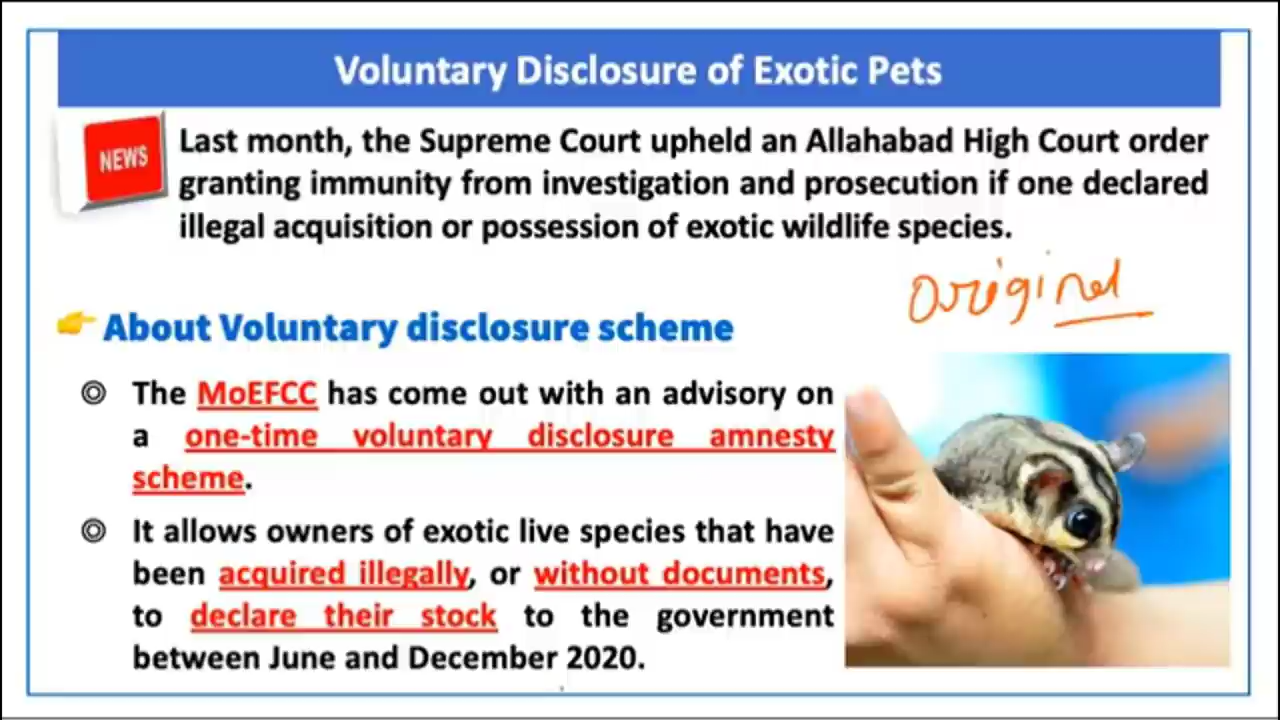 Voluntary Disclosure of Exotic Pets
NEWS
Last month, the Supreme Court upheld an Allahabad High Court order
granting immunity from investigation and prosecution if one declared
illegal acquisition or possession of exotic wildlife species.
original
About Voluntary disclosure scheme
The MoEFCC has come out with an advisory on
a one-time voluntary disclosure amnesty
scheme.
It allows owners of exotic live species that have
been acquired illegally, or without documents,
to declare their stock to the government
between June and December 2020.